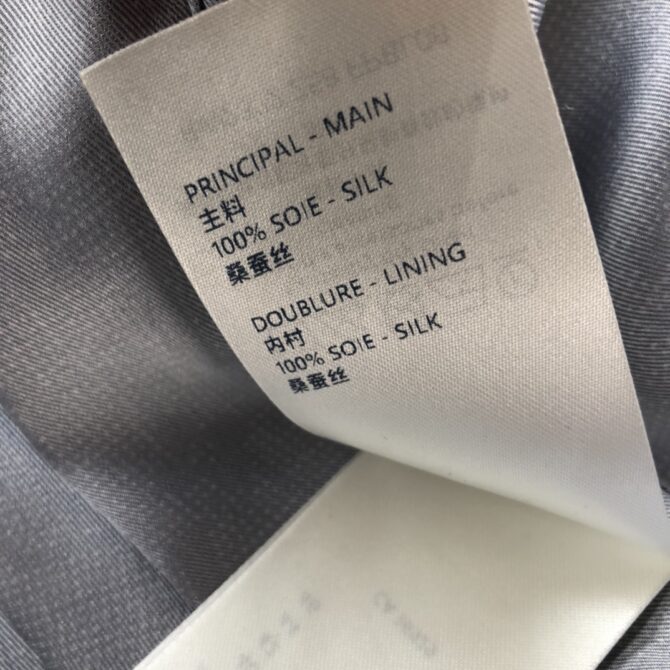 PRINCIPAL - MAIN
主料
100% SOIE - SILK
桑蚕丝
DOUBLURE - LINING
内村
100% SOIE - SILK
桑蚕丝